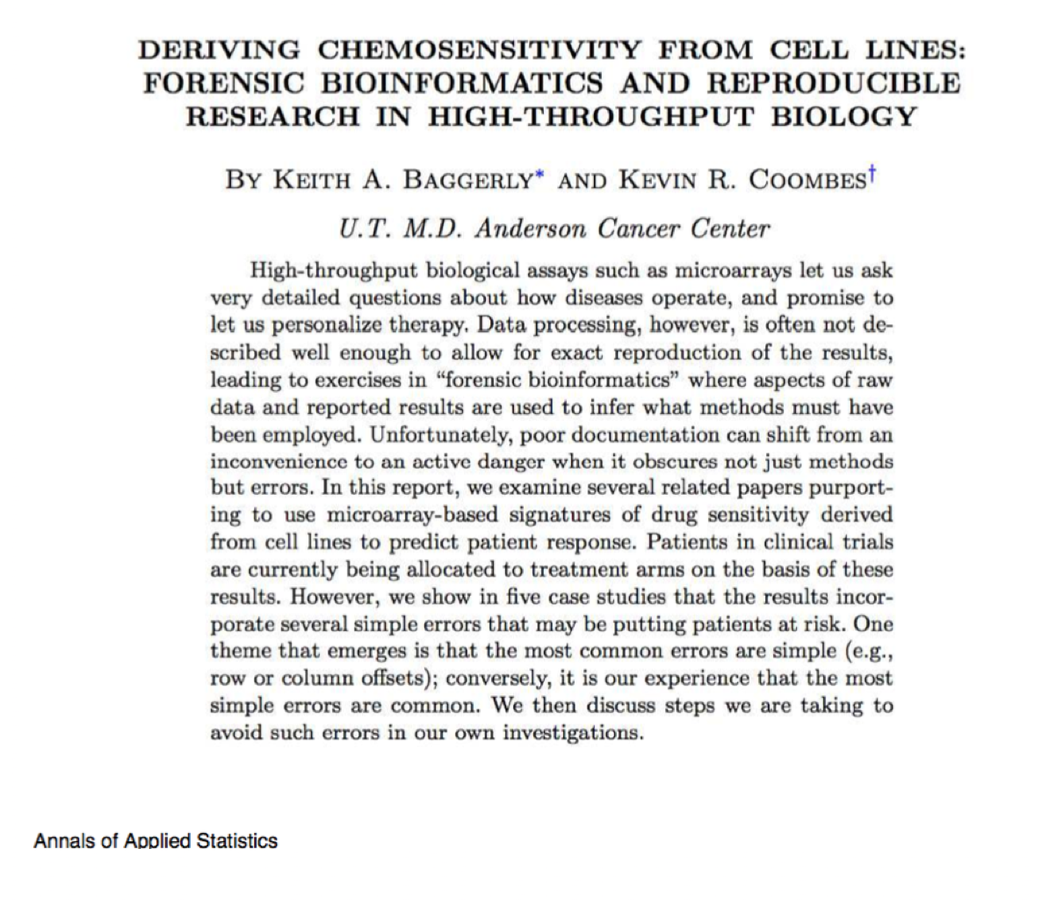 DERIVING CHEMOSENSITIVITY FROM CELL LINES:
FORENSIC BIOINFORMATICS AND REPRODUCIBLE
RESEARCH IN HIGH-THROUGHPUT BIOLOGY
BY KEITH A. BAGGERLY* AND KEVIN R. COOMBES†
U.T. M.D. Anderson Cancer Center
High-throughput biological assays such as microarrays let us ask
very detailed questions about how diseases operate, and promise to
let us personalize therapy. Data processing, however, is often not de-
scribed well enough to allow for exact reproduction of the results,
leading to exercises in “forensic bioinformatics” where aspects of raw
data and reported results are used to infer what methods must have
been employed. Unfortunately, poor documentation can shift from an
inconvenience to an active danger when it obscures not just methods
but errors. In this report, we examine several related papers purport-
ing to use microarray-based signatures of drug sensitivity derived
from cell lines to predict patient response. Patients in clinical trials
are currently being allocated to treatment arms on the basis of these
results. However, we show in five case studies that the results incor-
porate several simple errors that may be putting patients at risk. One
theme that emerges is that the most common errors are simple (e.g.,
row or column offsets); conversely, it is our experience that the most
simple errors are common. We then discuss steps we are taking to
avoid such errors in our own investigations.
Annals of Applied Statistics